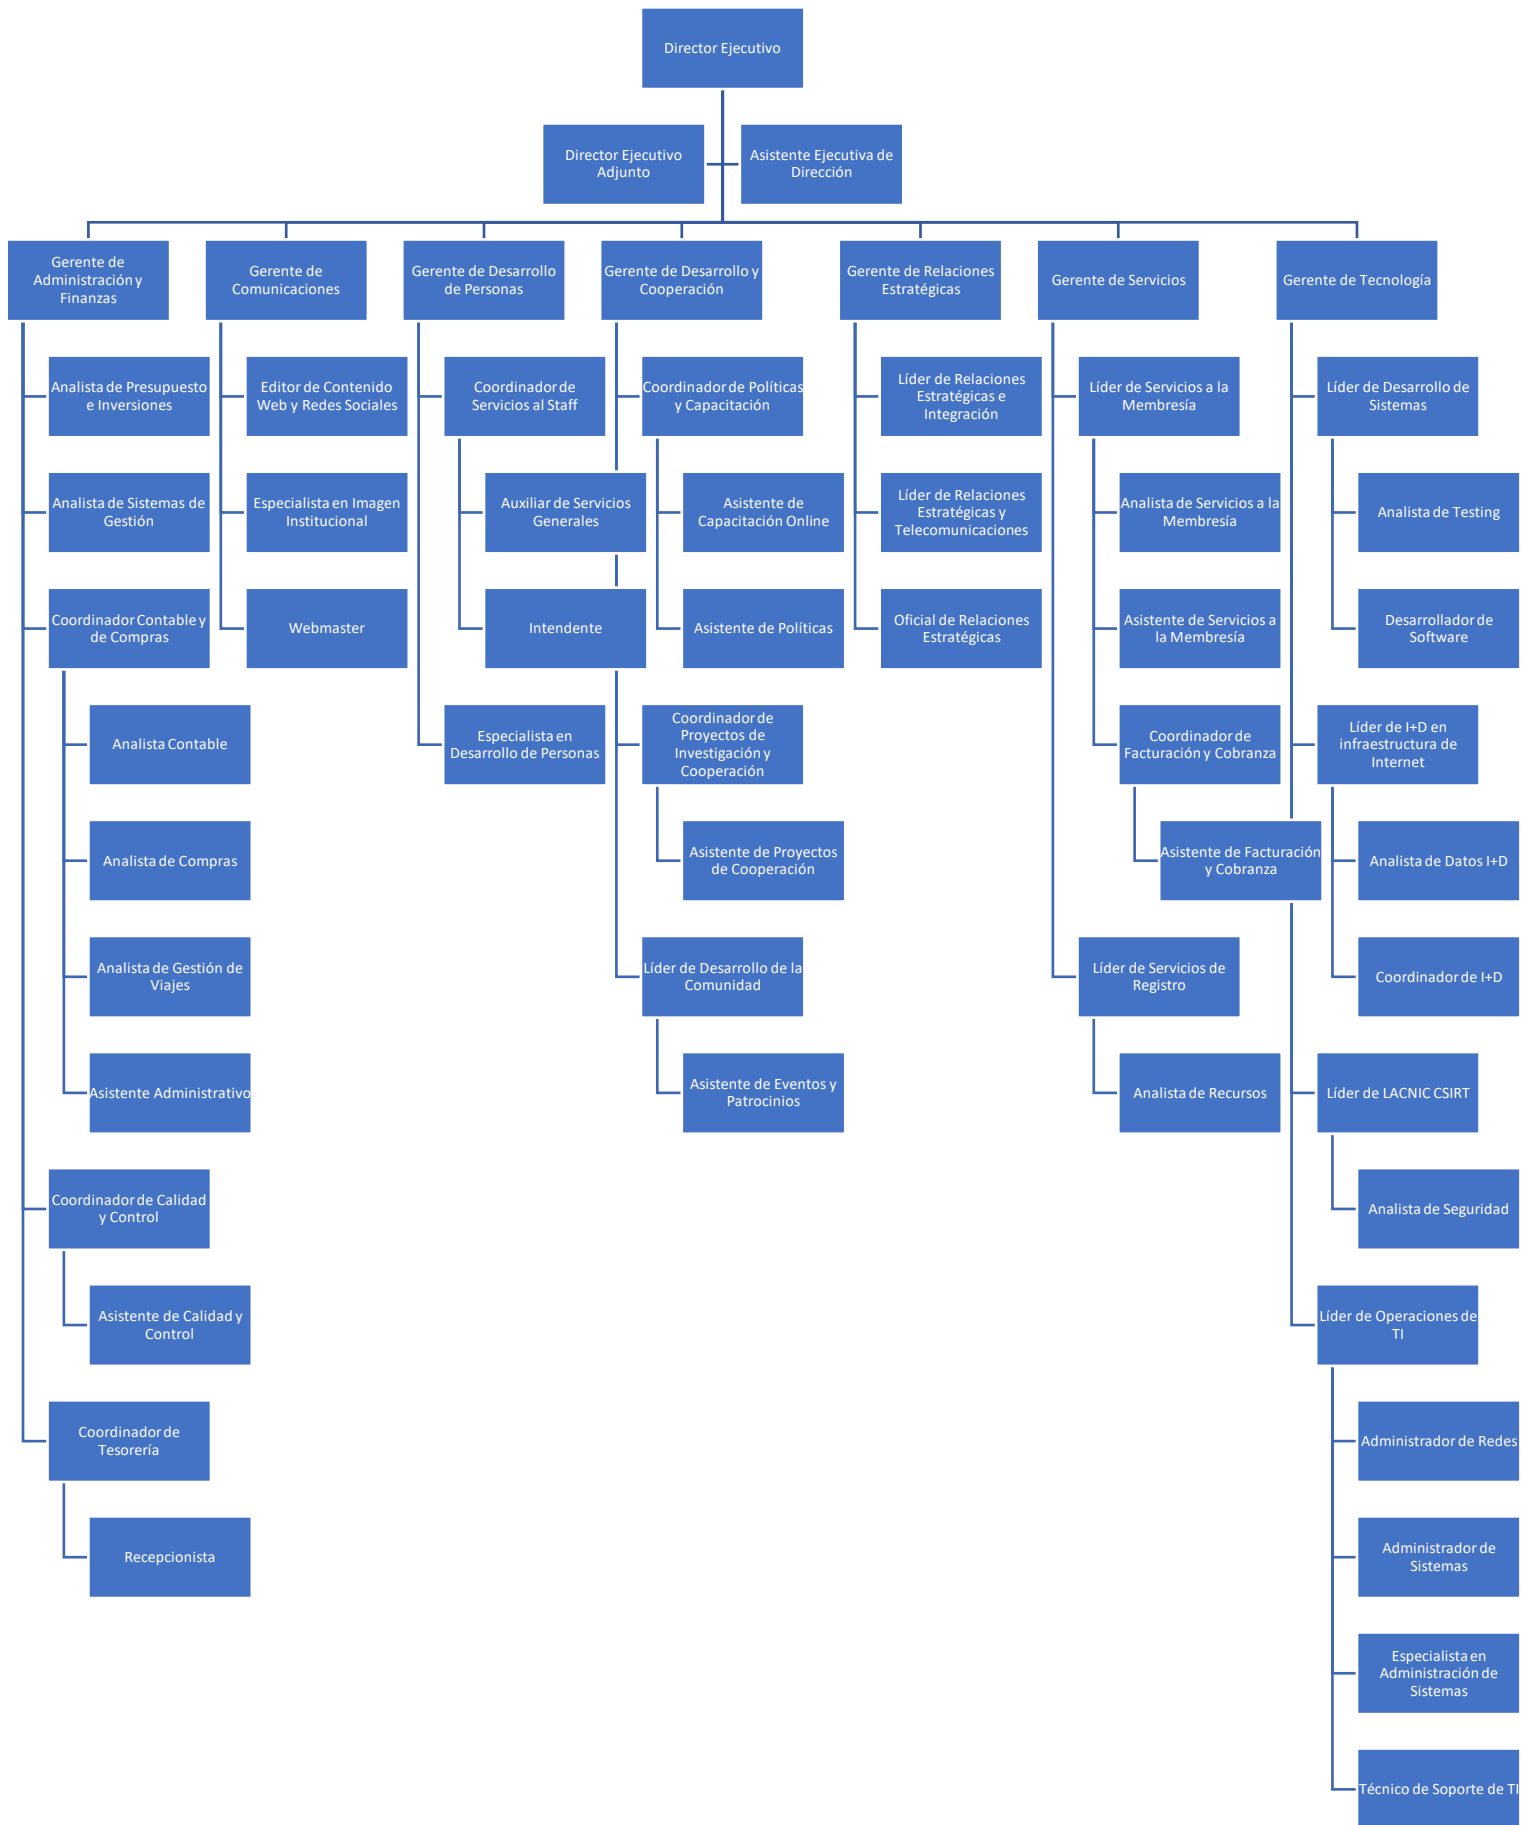 Director Ejecutivo
Director Ejecutivo
Adjunto
Asistente Ejecutiva de
Dirección
Gerente de
Administración y
Finanzas
Gerente de
Comunicaciones
Gerente de Desarrollo
de Personas
Gerente de Desarrollo y
Cooperación
Gerente de Relaciones
Estratégicas
Gerente de Servicios
Gerente de Tecnología
Analista de Presupuesto
e Inversiones
Editor de Contenido
Web y Redes Sociales
Coordinador de
Servicios al Staff
Coordinador de Políticas
y Capacitación
Líder de Relaciones
Estratégicas e
Integración
Líder de Servicios a la
Membresía
Líder de Desarrollo de
Sistemas
Analista de Sistemas de
Gestión
Especialista en Imagen
Institucional
Auxiliar de Servicios
Generales
Asistente de
Capacitación Online
Líder de Relaciones
Estratégicas y
Telecomunicaciones
Analista de Servicios a la
Membresía
Analista de Testing
Coordinador Contable y
de Compras
Webmaster
Intendente
Asistente de Políticas
Oficial de Relaciones
Estratégicas
Asistente de Servicios a
la Membresía
Desarrollador de
Software
Analista Contable
Especialista en
Desarrollo de Personas
Coordinador de
Proyectos de
Investigación y
Cooperación
Coordinador de
Facturación y Cobranza
Líder de I+D en
infraestructura de
Internet
Analista de Compras
Asistente de Proyectos
de Cooperación
Asistente de Facturación
y Cobranza
Analista de Datos I+D
Analista de Gestión de
Viajes
Líder de Desarrollo de la
Comunidad
Líder de Servicios de
Registro
Coordinador de I+D
Asistente Administrativo
Asistente de Eventos y
Patrocinios
Analista de Recursos
Líder de LACNIC CSIRT
Coordinador de Calidad
y Control
Analista de Seguridad
Asistente de Calidad y
Control
Líder de Operaciones de
TI
Coordinador de
Tesorería
Administrador de Redes
Recepcionista
Administrador de
Sistemas
Especialista en
Administración de
Sistemas
Técnico de Soporte de TI